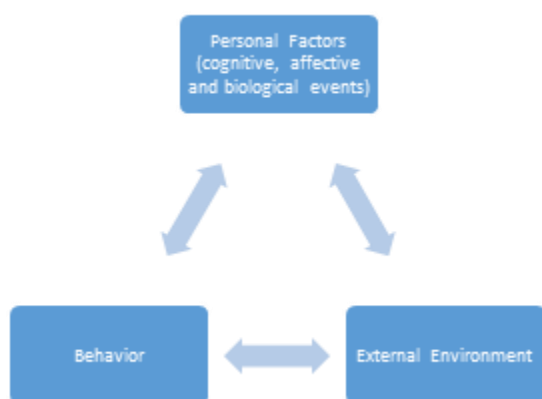 Personal Factors
(cognitive, affective
and biological events)
Behavior
External Environment